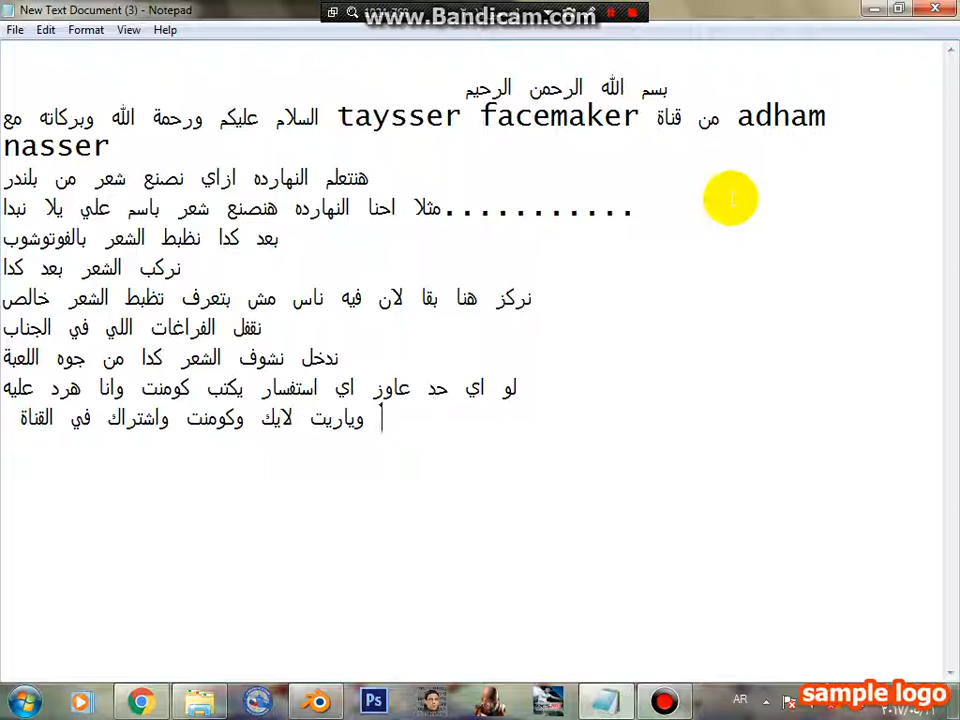 New Text Document (3) - Notepad
www.Bandicam.com
File Edit Format View Help
بسم الله الرحمن الرحيم
السلام عليكم ورحمة الله وبركاته مع taysser facemaker من قناة adham
nasser
هنتعلم النهارده ازاي نصنع شعر من بلندر
مثلا احنا النهارده هنصنع شعر باسم علي يلا نبدا...........
بعد كدا نظبط الشعر بالفوتوشوب
نركب الشعر بعد كدا
نركز هنا بقا لان فيه ناس مش بتعرف تظبط الشعر خالص
نقفل الفراغات اللي في الجناب
ندخل نشوف الشعر كدا من جوه اللعبة
لو اي حد عاوز اي استفسار يكتب كومنت وانا هرد عليه
وياريت لايك وكومنت واشتراك في القناة
AR
sample logo